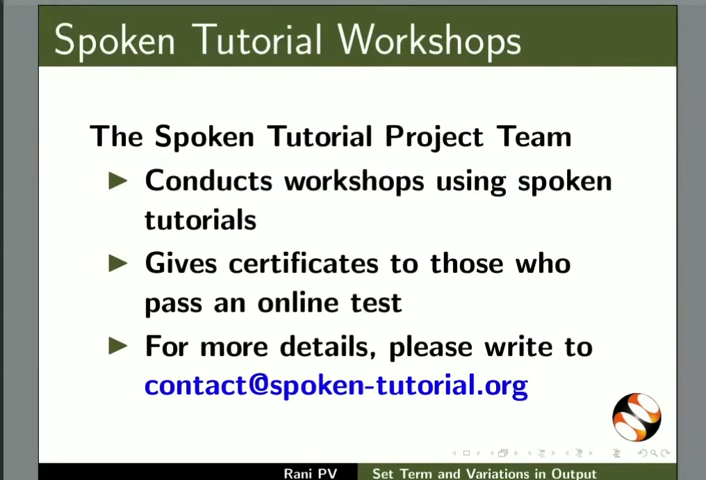 Spoken Tutorial Workshops
The Spoken Tutorial Project Team
Conducts workshops using spoken
tutorials
Gives certificates to those who
pass an online test
For more details, please write to
contact@spoken-tutorial.org
Rani PV Set Term and Variations in Output